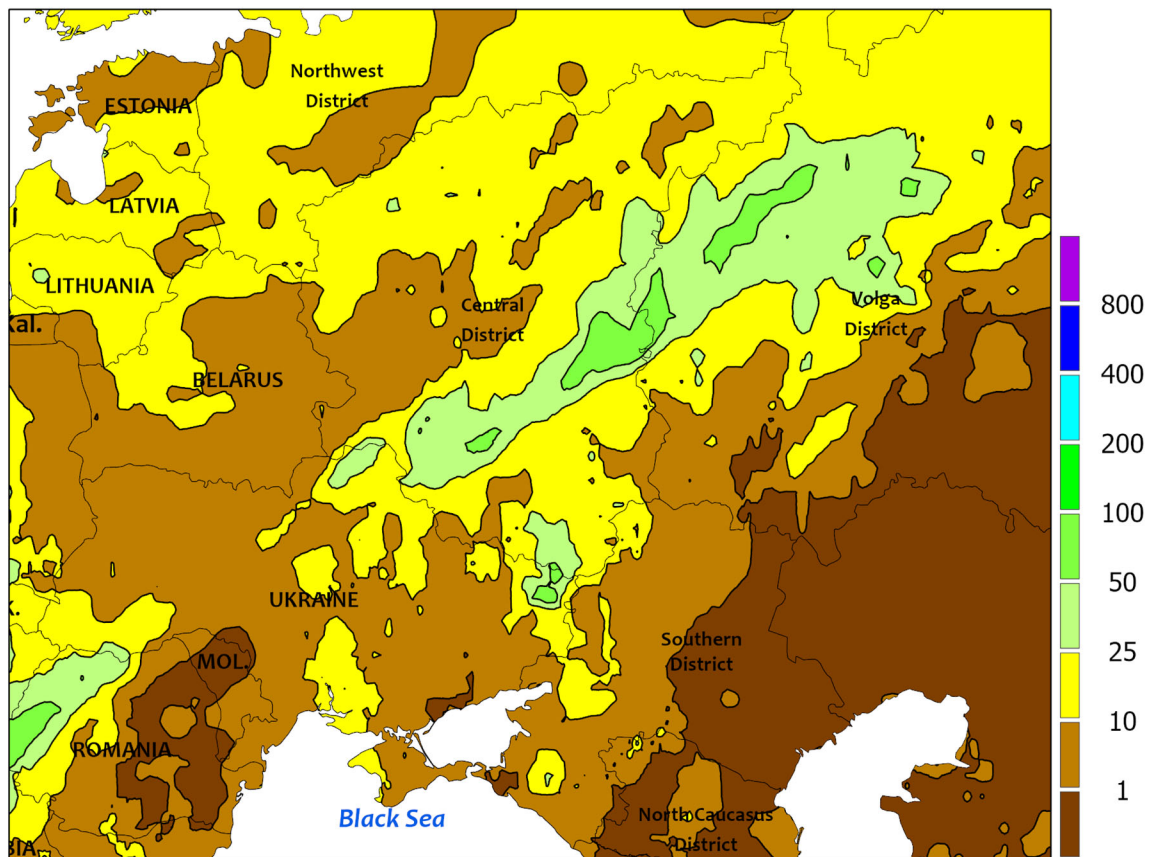 Northwest
District
ESTONIA
LATVIA
LITHUANIA
Kal.
Central
District
Volga
District
BELARUS
UKRAINE
K.
MOL.
Southern
District
ROMANIA
Black Sea
North Caucasus
District
BIA
800
400
200
100
50
25
10
1